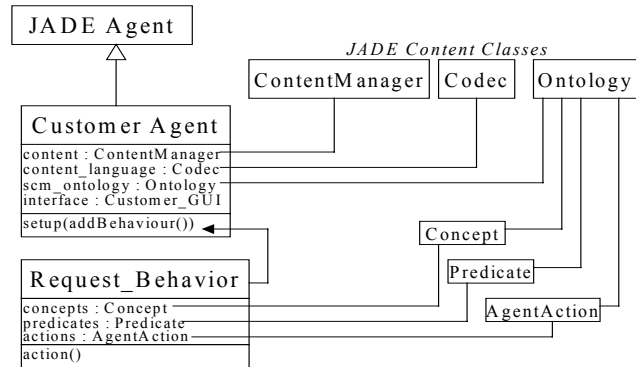 JADE Agent
JADE Content Classes
ContentManager
Codec
Ontology
Customer Agent
content : ContentManager
content_language : Codec
scm_ontology : Ontology
interface : Customer_GUI
setup(addBehaviour())
Concept
Predicate
AgentAction
Request_Behavior
concepts : Concept
predicates : Predicate
actions : AgentAction
action()